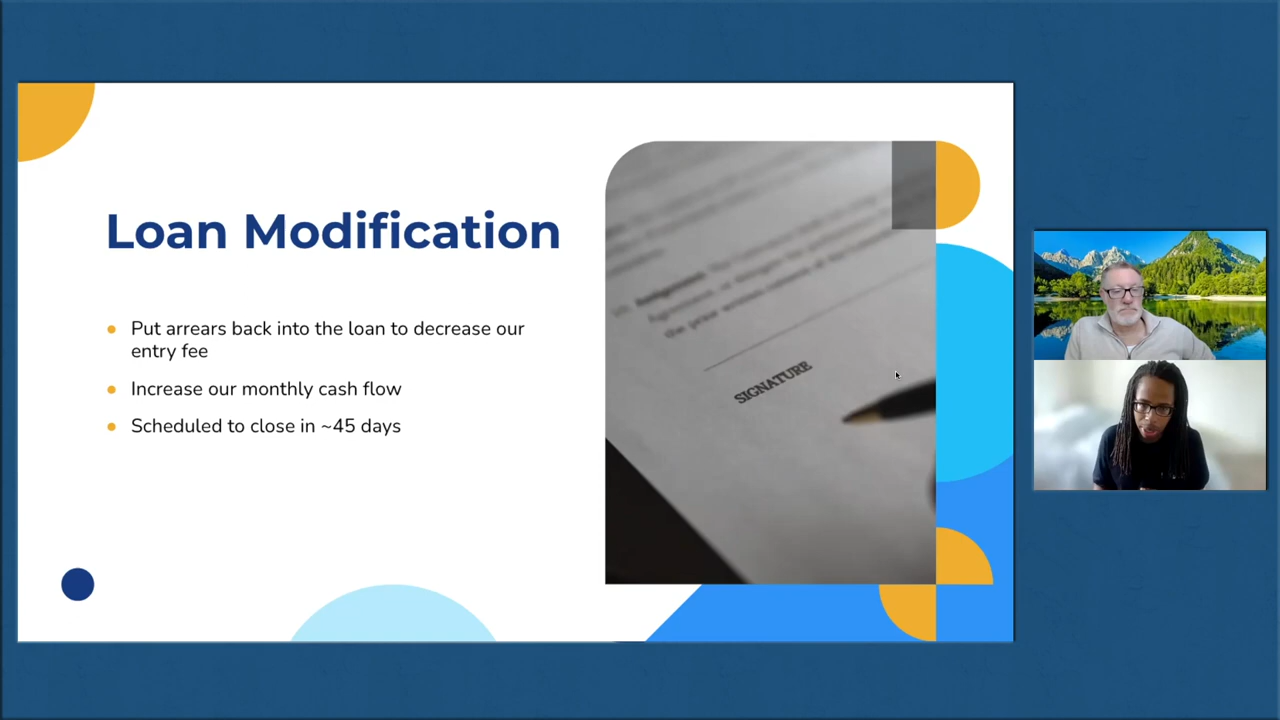 Loan Modification
Put arrears back into the loan to decrease our
entry fee
Increase our monthly cash flow
Scheduled to close in ~45 days
SIGNATURE